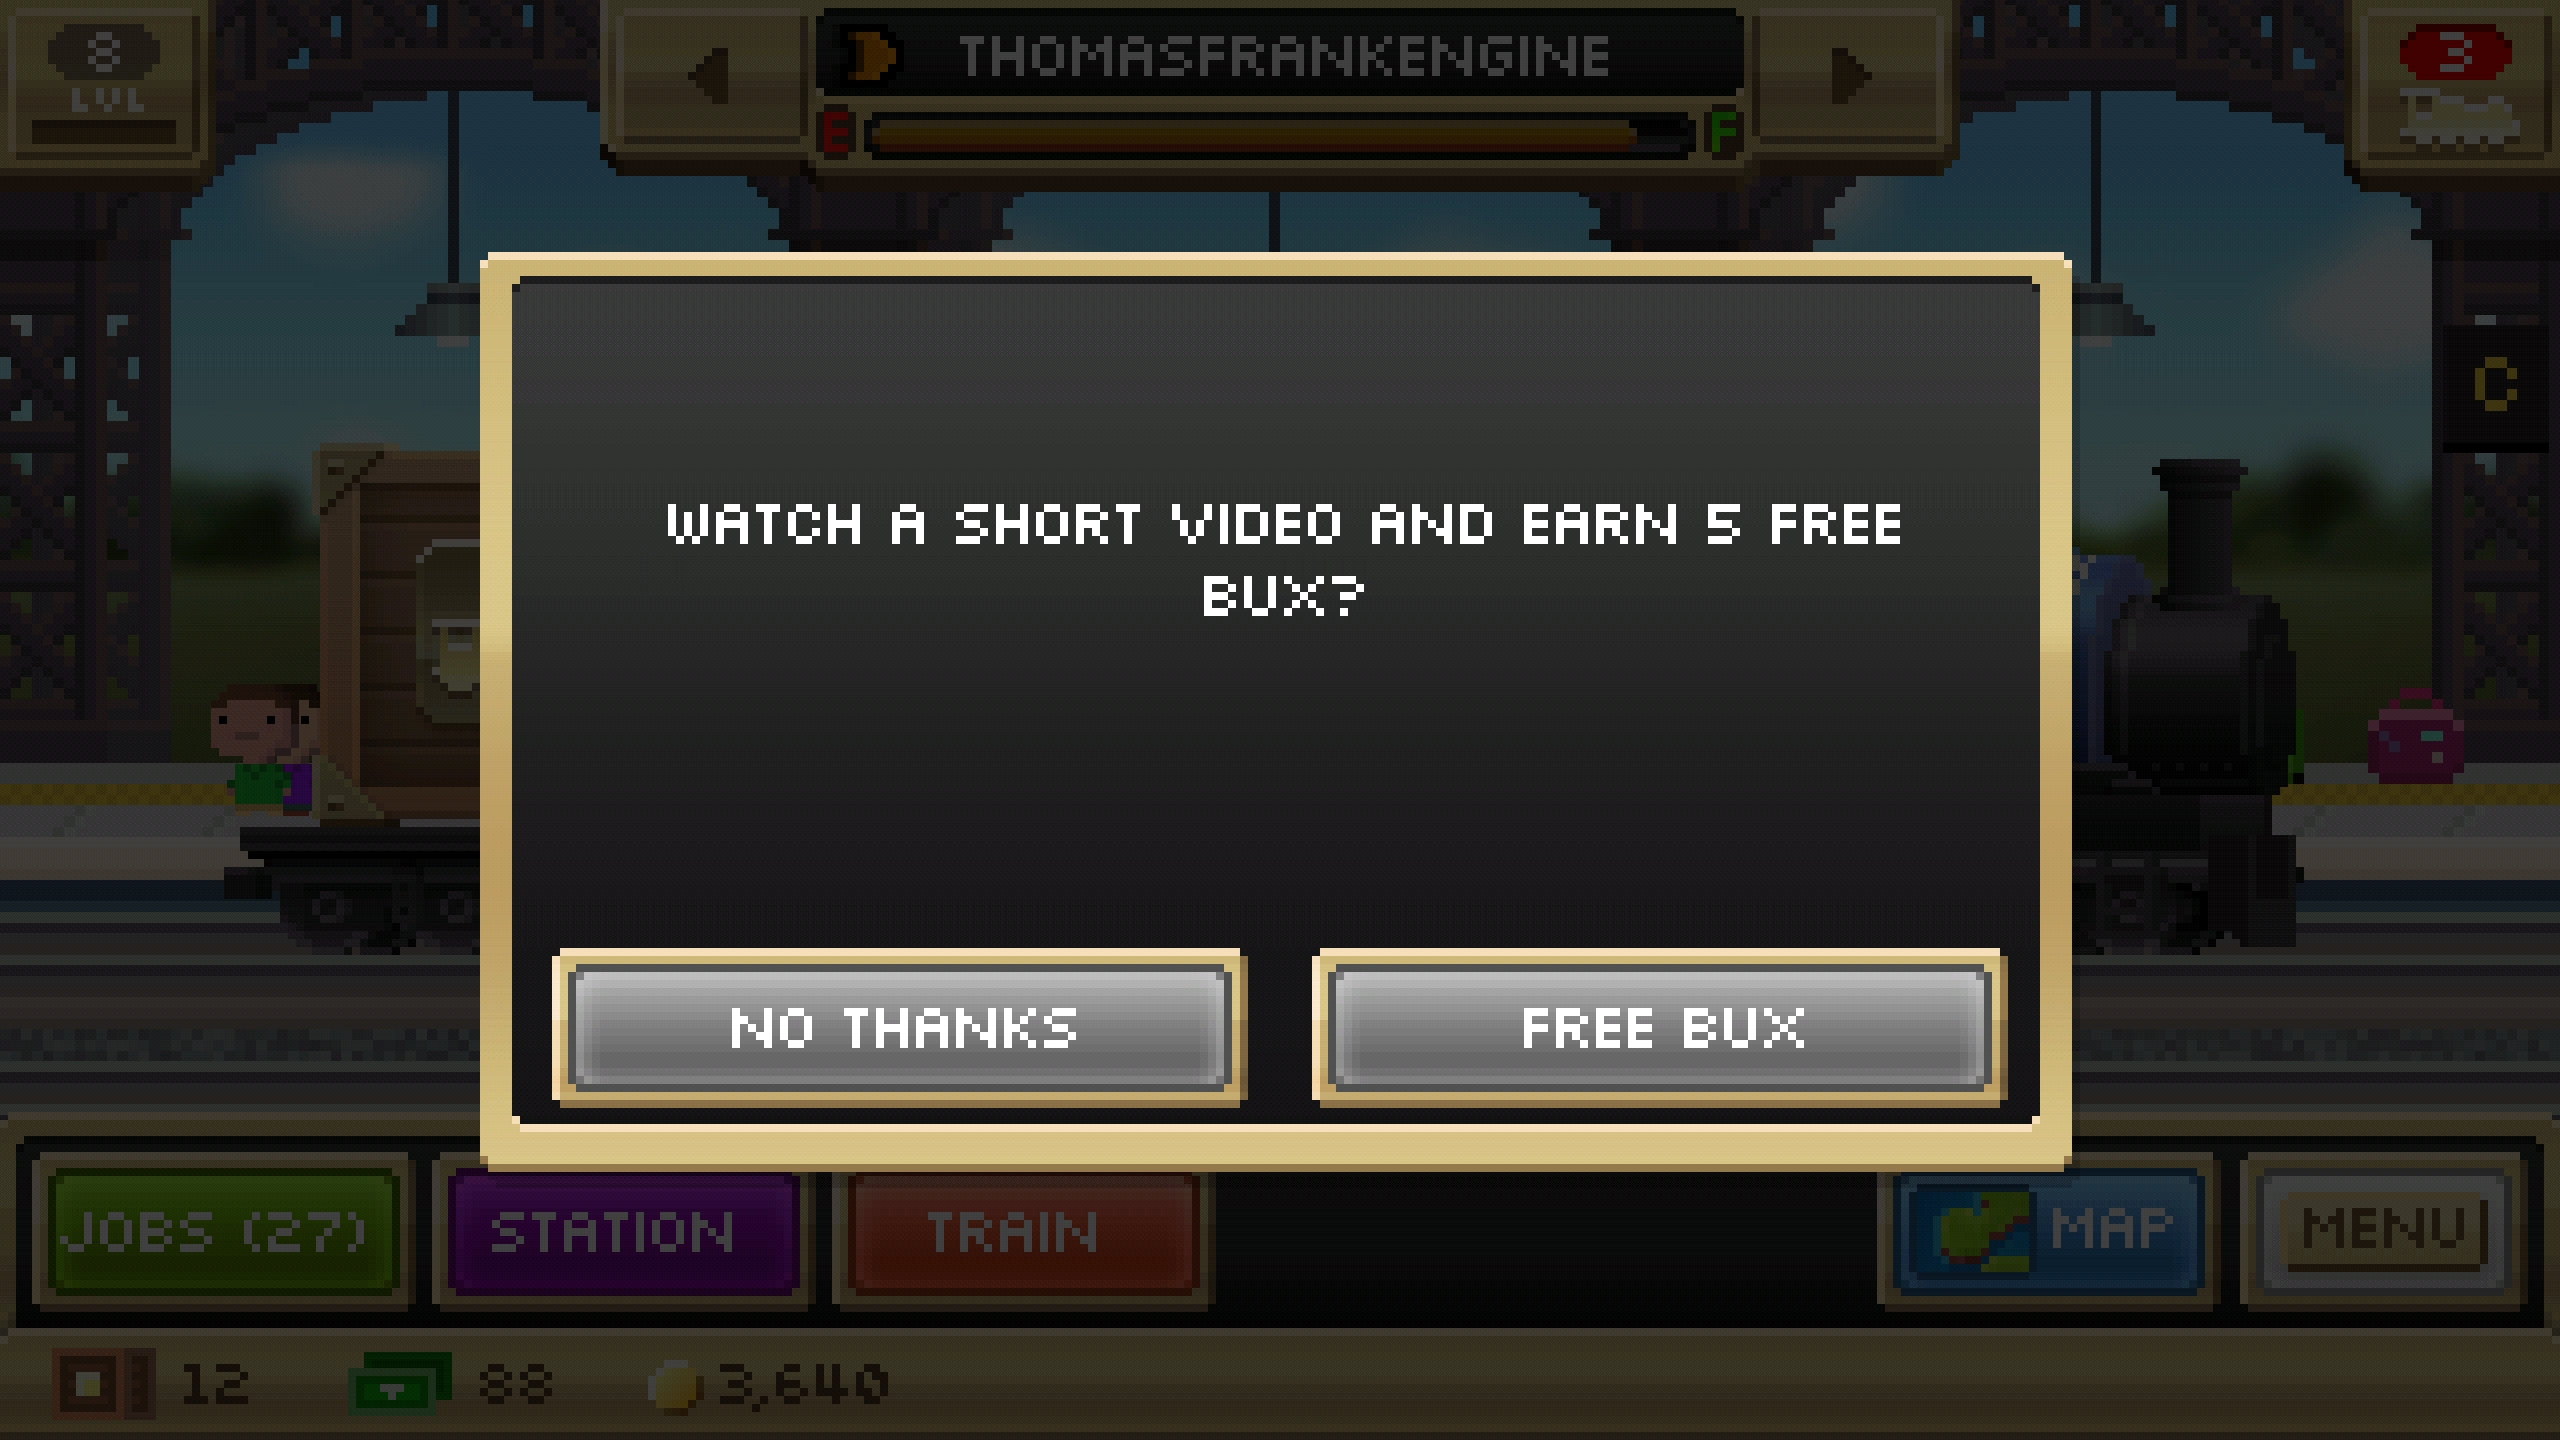 8
LVL
THOMASFRANKENGINE
E
F
3
C
WATCH A SHORT VIDEO AND EARN 5 FREE
BUX?
NO THANKS
FREE BUX
JOBS (27)
STATION
TRAIN
MAP
MENU
12
88
3,640